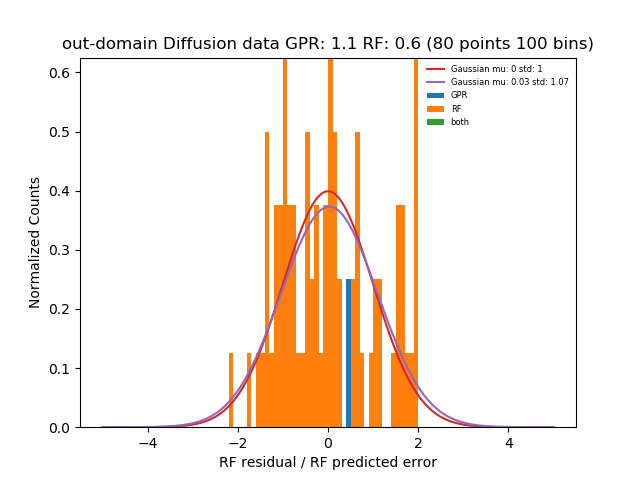 out-domain Diffusion data GPR: 1.1 RF: 0.6 (80 points 100 bins)
Gaussian mu: 0 std: 1
Gaussian mu: 0.03 std: 1.07
GPR
RF
both
Normalized Counts
0.6
0.5
0.4
0.3
0.2
0.1
0.0
−4
−2
0
2
4
RF residual / RF predicted error